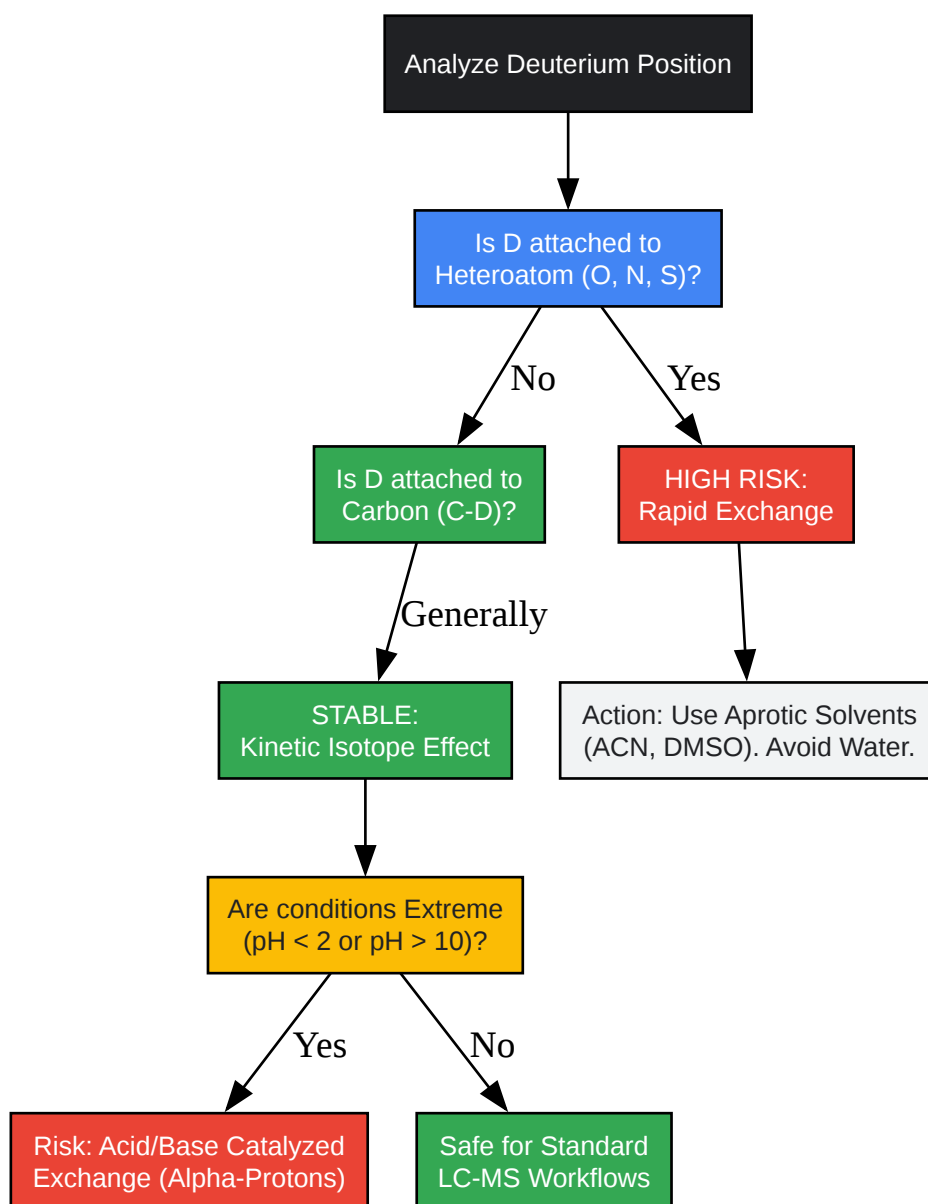 Analyze Deuterium Position
Is D attached to
Heteroatom (O, N, S)?
No
Yes
Is D attached to
Carbon (C-D)?
HIGH RISK:
Rapid Exchange
Generally
STABLE:
Kinetic Isotope Effect
Action: Use Aprotic Solvents
(ACN, DMSO). Avoid Water.
Are conditions Extreme
(pH < 2 or pH > 10)?
Yes
No
Risk: Acid/Base Catalyzed
Exchange (Alpha-Protons)
Safe for Standard
LC-MS Workflows